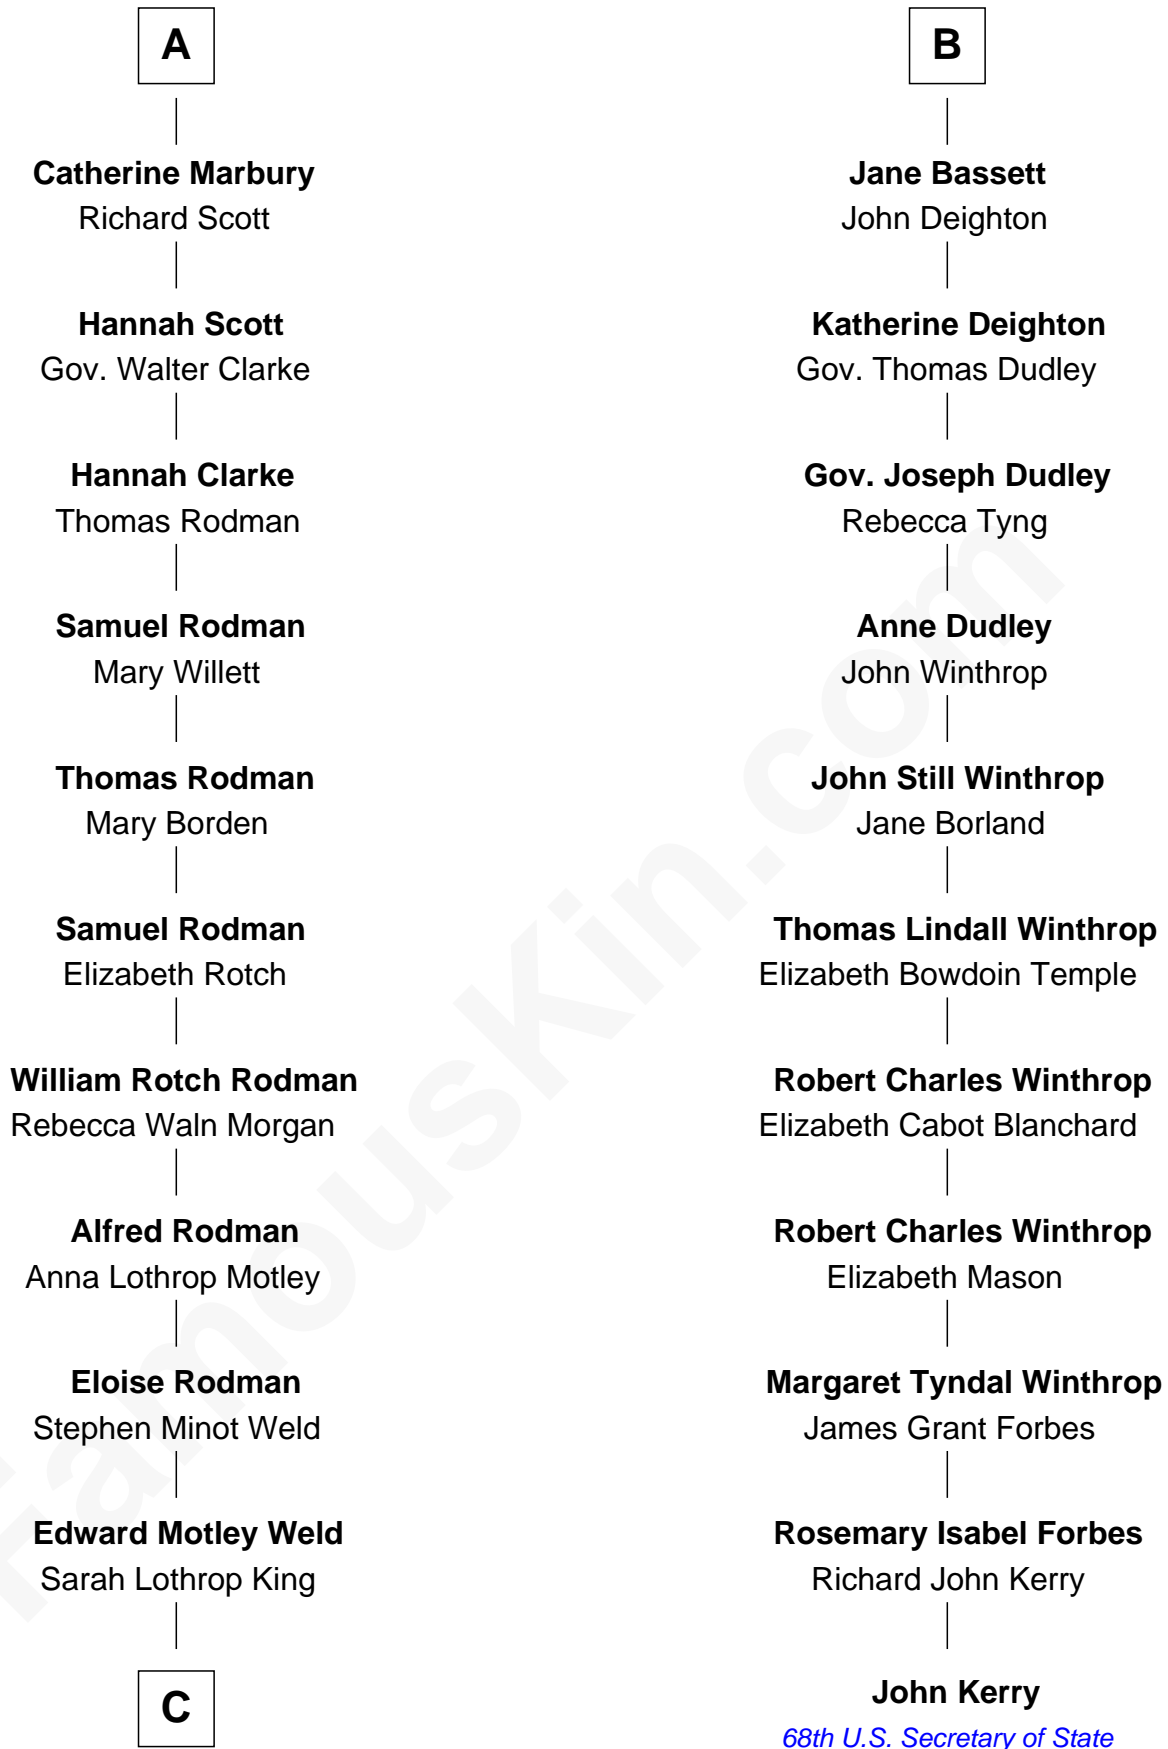 A
Catherine Marbury
Richard Scott
Hannah Scott
Gov. Walter Clarke
Hannah Clarke
Thomas Rodman
Samuel Rodman
Mary Willett
Thomas Rodman
Mary Borden
Samuel Rodman
Elizabeth Rotch
William Rotch Rodman
Rebecca Waln Morgan
Alfred Rodman
Anna Lothrop Motley
Eloise Rodman
Stephen Minot Weld
Edward Motley Weld
Sarah Lothrop King
C
B
Jane Bassett
John Deighton
Katherine Deighton
Gov. Thomas Dudley
Gov. Joseph Dudley
Rebecca Tyng
Anne Dudley
John Winthrop
John Still Winthrop
Jane Borland
Thomas Lindall Winthrop
Elizabeth Bowdoin Temple
Robert Charles Winthrop
Elizabeth Cabot Blanchard
Robert Charles Winthrop
Elizabeth Mason
Margaret Tyndal Winthrop
James Grant Forbes
Rosemary Isabel Forbes
Richard John Kerry
John Kerry
68th U.S. Secretary of State
FamousKin.com